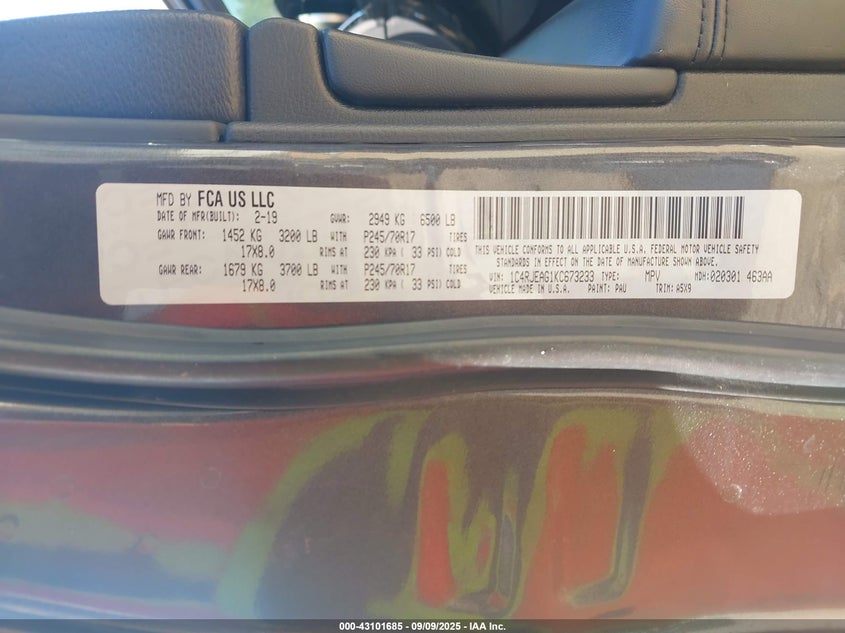 MFD BY FCA US LLC
DATE OF MFR(BUILT): 2-19 GVWR: 2949 KG 6500 LB
GAWR FRONT: 1452 KG 3200 LB WITH P245/70R17 TIRES
17X8.0 RIMS AT 230 KPA ( 33 PSI) COLD
GAWR REAR: 1679 KG 3700 LB WITH P245/70R17 TIRES
17X8.0 RIMS AT 230 KPA ( 33 PSI) COLD
THIS VEHICLE CONFORMS TO ALL APPLICABLE U.S.A. FEDERAL MOTOR VEHICLE SAFETY
STANDARDS IN EFFECT ON THE DATE OF MANUFACTURE SHOWN ABOVE.
VIN: 1C4RJEAG1KC673233 TYPE: MPV MDH: 020301 463AA
VEHICLE MADE IN U.S.A. PAINT: PAU TRIM: A5X9
000-43101685 - 09/09/2025 - IAA Inc.